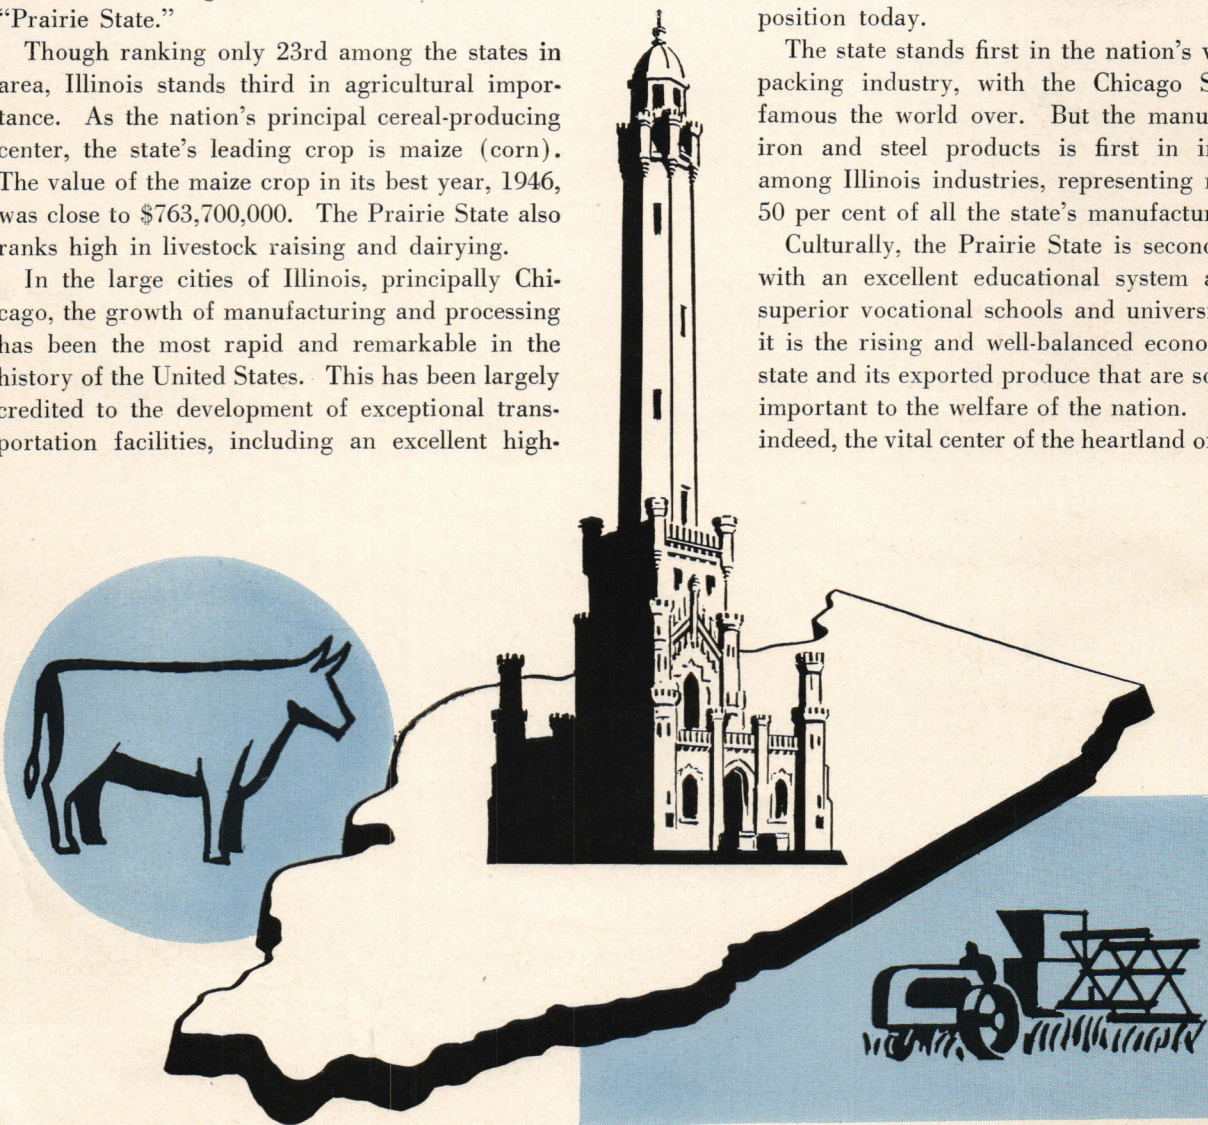 “Prairie State.”
Though ranking only 23rd among the states in
area, Illinois stands third in agricultural impor-
tance. As the nation’s principal cereal-producing
center, the state’s leading crop is maize (corn).
The value of the maize crop in its best year, 1946,
was close to $763,700,000. The Prairie State also
ranks high in livestock raising and dairying.
In the large cities of Illinois, principally Chi-
cago, the growth of manufacturing and processing
has been the most rapid and remarkable in the
history of the United States. This has been largely
credited to the development of exceptional trans-
portation facilities, including an excellent high-
position today.
The state stands first in the nation’s
packing industry, with the Chicago
famous the world over. But the
iron and steel products is first in
among Illinois industries, representing
50 per cent of all the state’s
Culturally, the Prairie State is
with an excellent educational system
superior vocational schools and
it is the rising and well-balanced
state and its exported produce that are
important to the welfare of the nation.
indeed, the vital center of the heartland